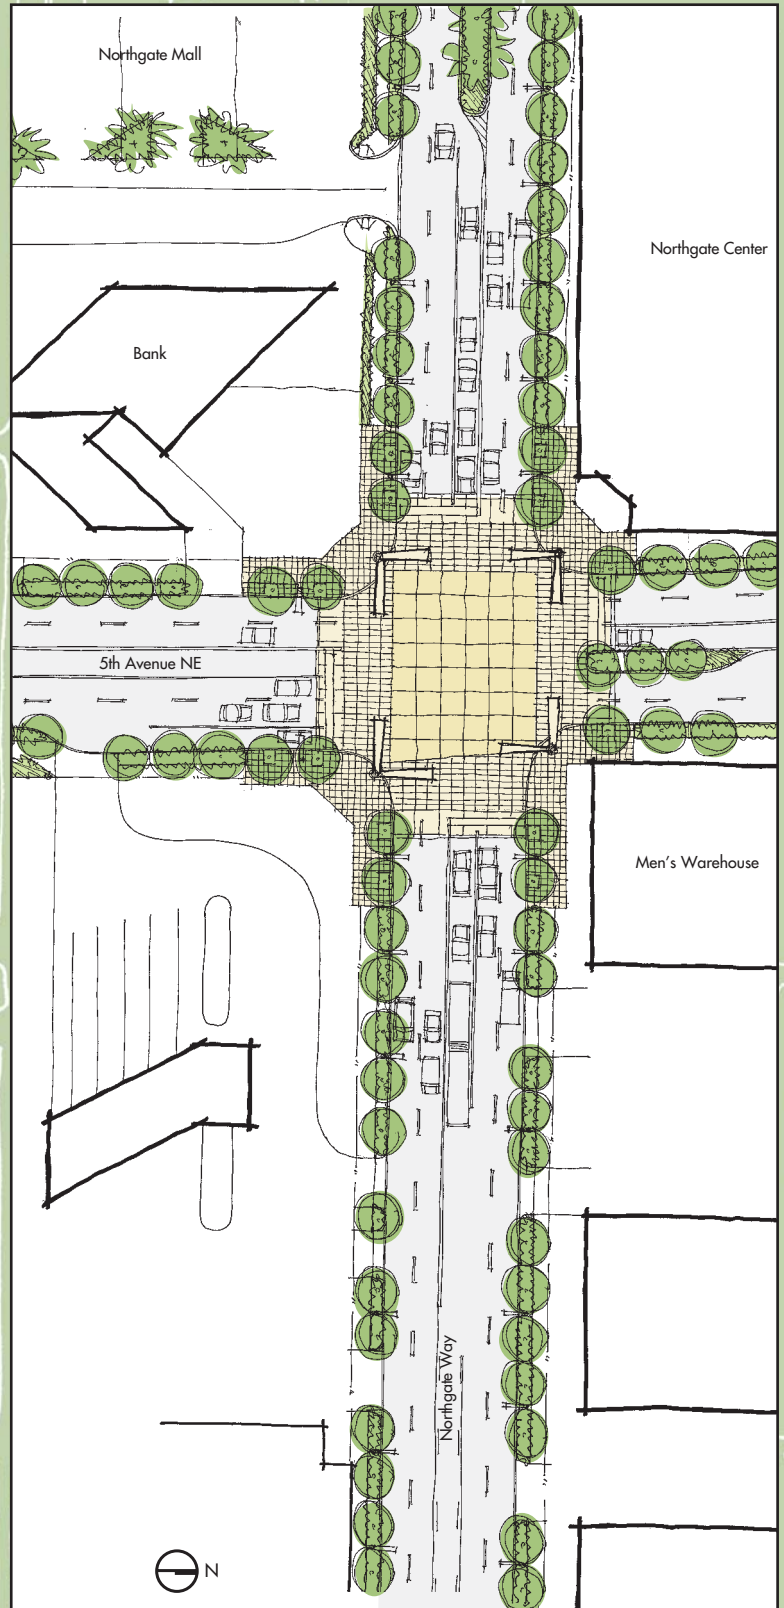 Northgate Mall
Northgate Center
Bank
5th Avenue NE
Men's Warehouse
Northgate Way
N